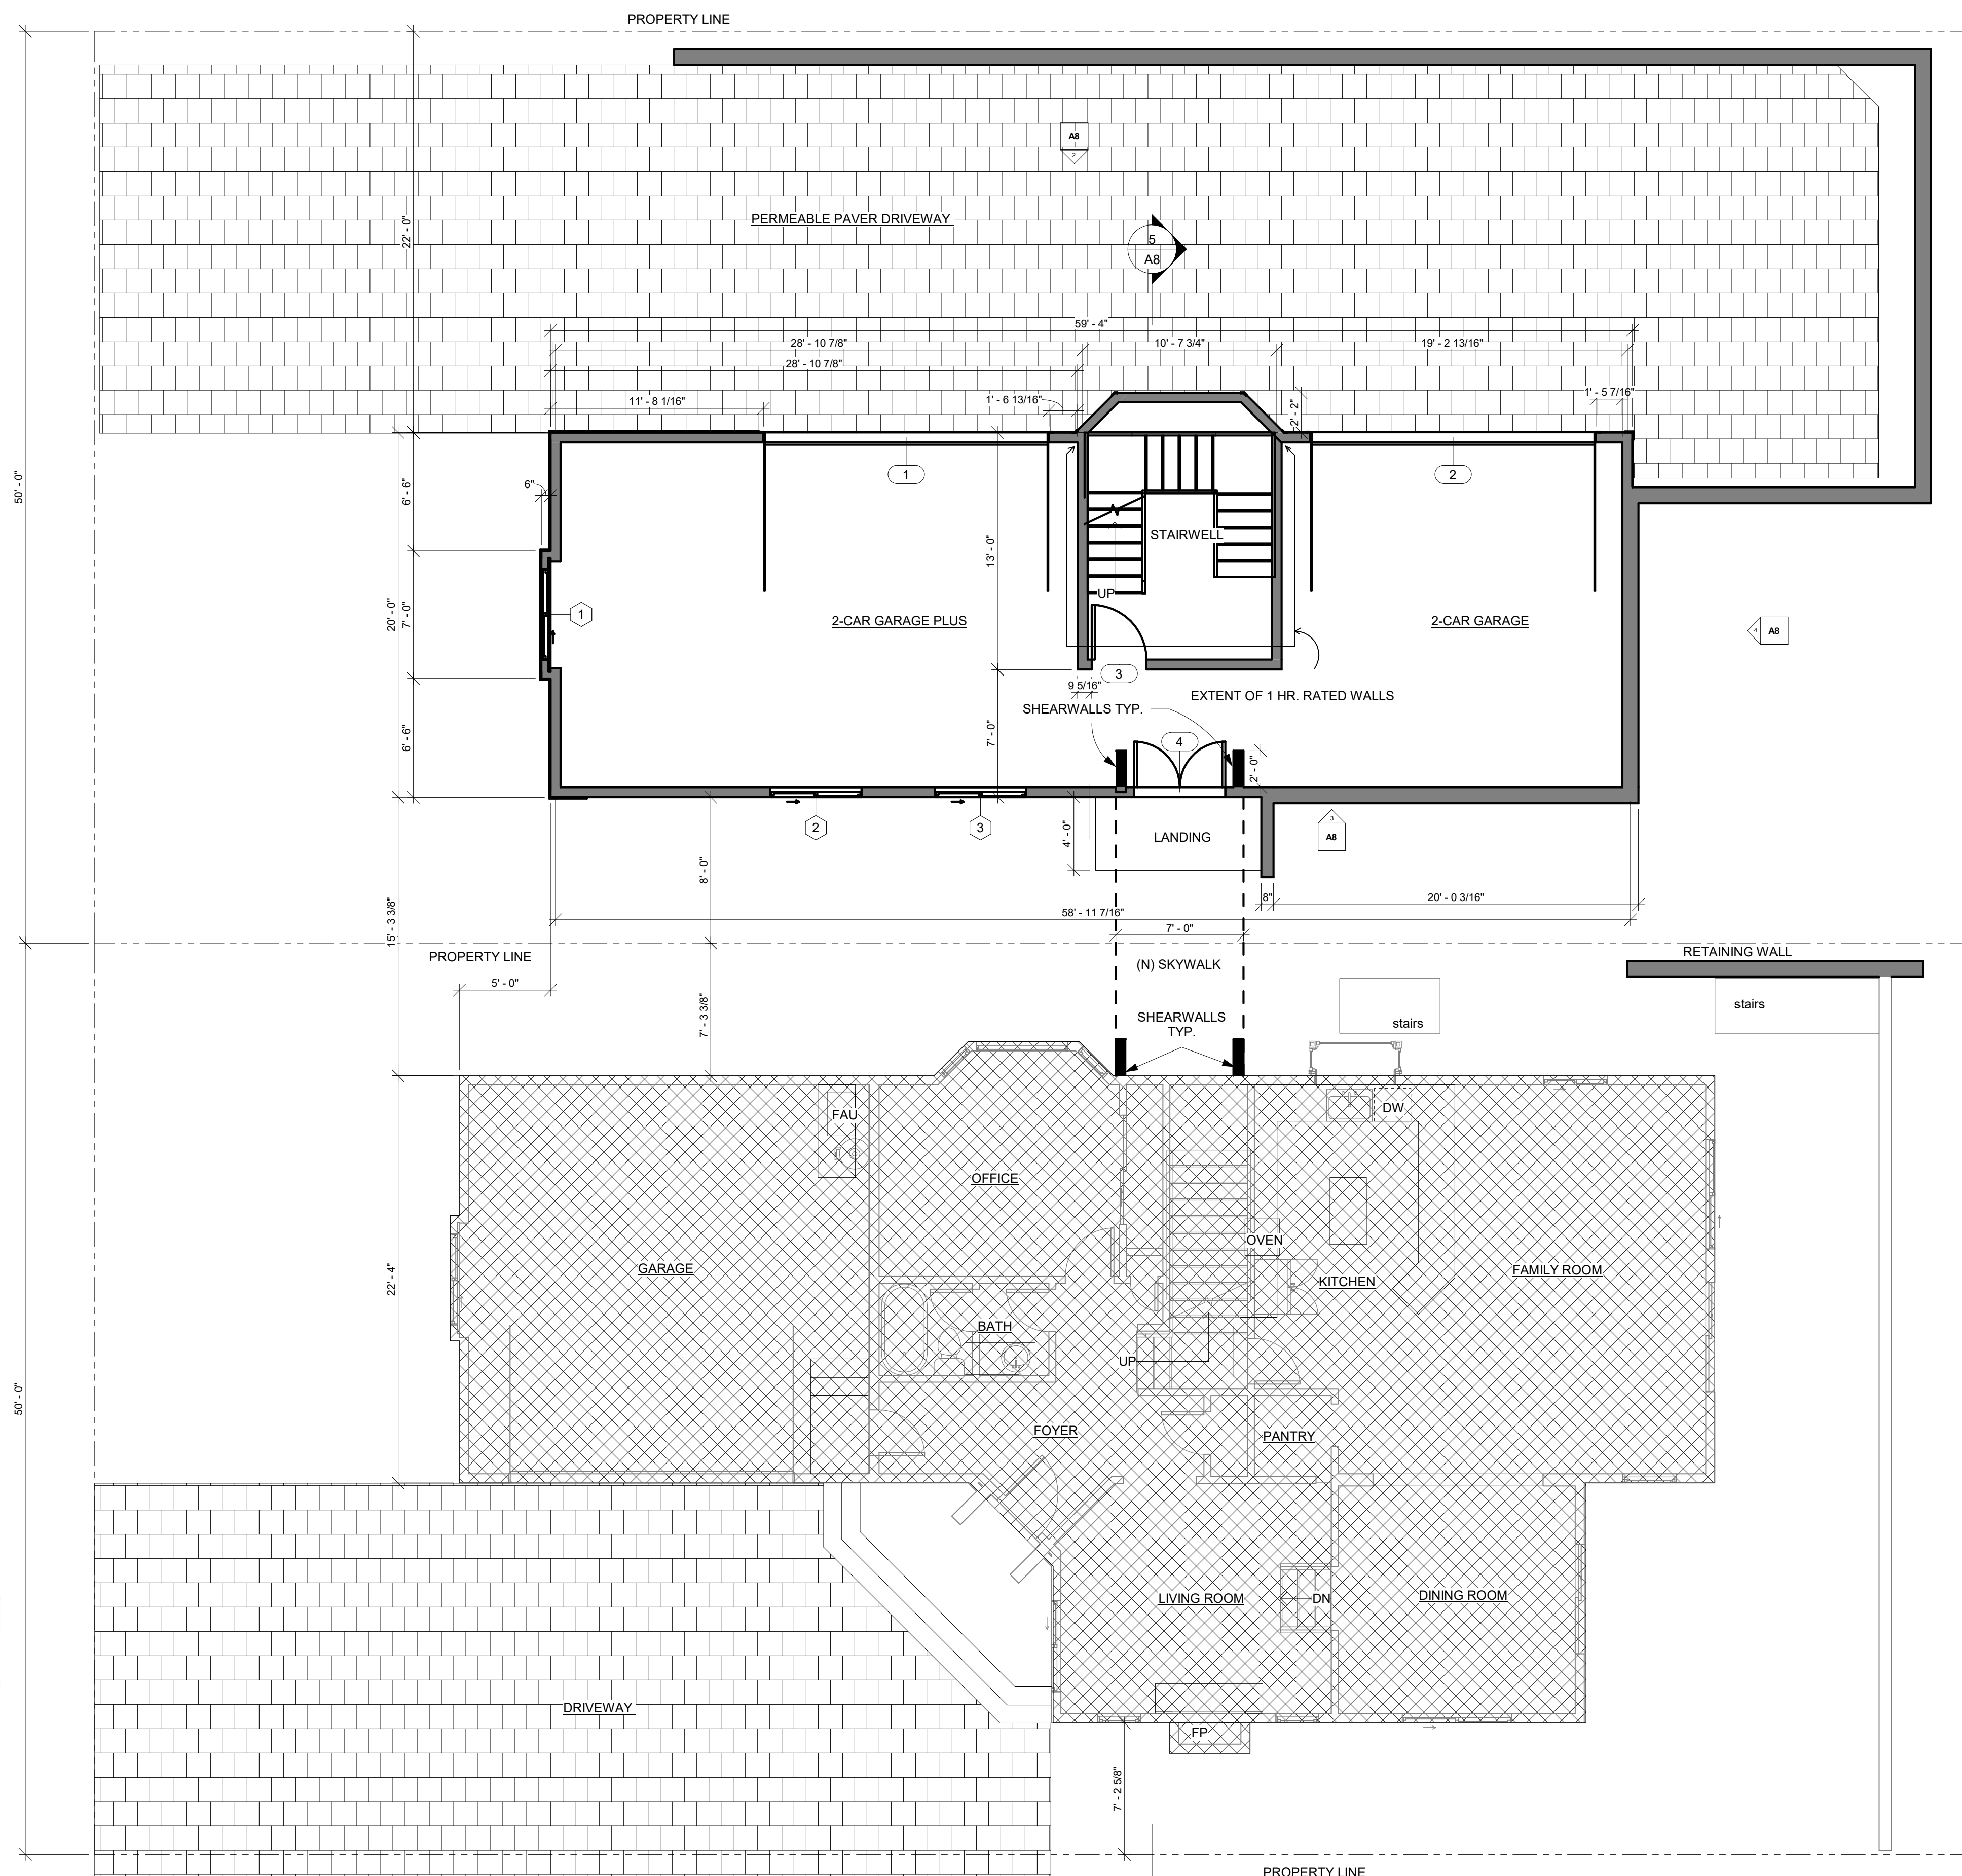 PROPERTY LINE
A8
2
22' - 0"
PERMEABLE PAVER DRIVEWAY
5
A8
59' - 4"
28' - 10 7/8"
10' - 7 3/4"
19' - 2 13/16"
28' - 10 7/8"
11' - 8 1/16"
1' - 6 13/16"
2' - 2"
1' - 5 7/16"
50' - 0"
6' - 6"
6"
1
2
STAIRWELL
13' - 0"
UP
20' - 0"
7' - 0"
1
2-CAR GARAGE PLUS
2-CAR GARAGE
4
A8
3
9 5/16"
EXTENT OF 1 HR. RATED WALLS
SHEARWALLS TYP.
6' - 6"
7' - 0"
4
2' - 0"
2
3
4' - 0"
LANDING
3
A8
8' - 0"
8"
20' - 0 3/16"
58' - 11 7/16"
15' - 3 3/8"
7' - 0"
PROPERTY LINE
(N) SKYWALK
RETAINING WALL
5' - 0"
7' - 3 3/8"
SHEARWALLS
TYP.
stairs
stairs
FAU
DW
OFFICE
OVEN
GARAGE
KITCHEN
FAMILY ROOM
22' - 4"
BATH
UP
50' - 0"
FOYER
PANTRY
LIVING ROOM
DN
DINING ROOM
DRIVEWAY
FP
7' - 2 5/8"
PROPERTY LINE